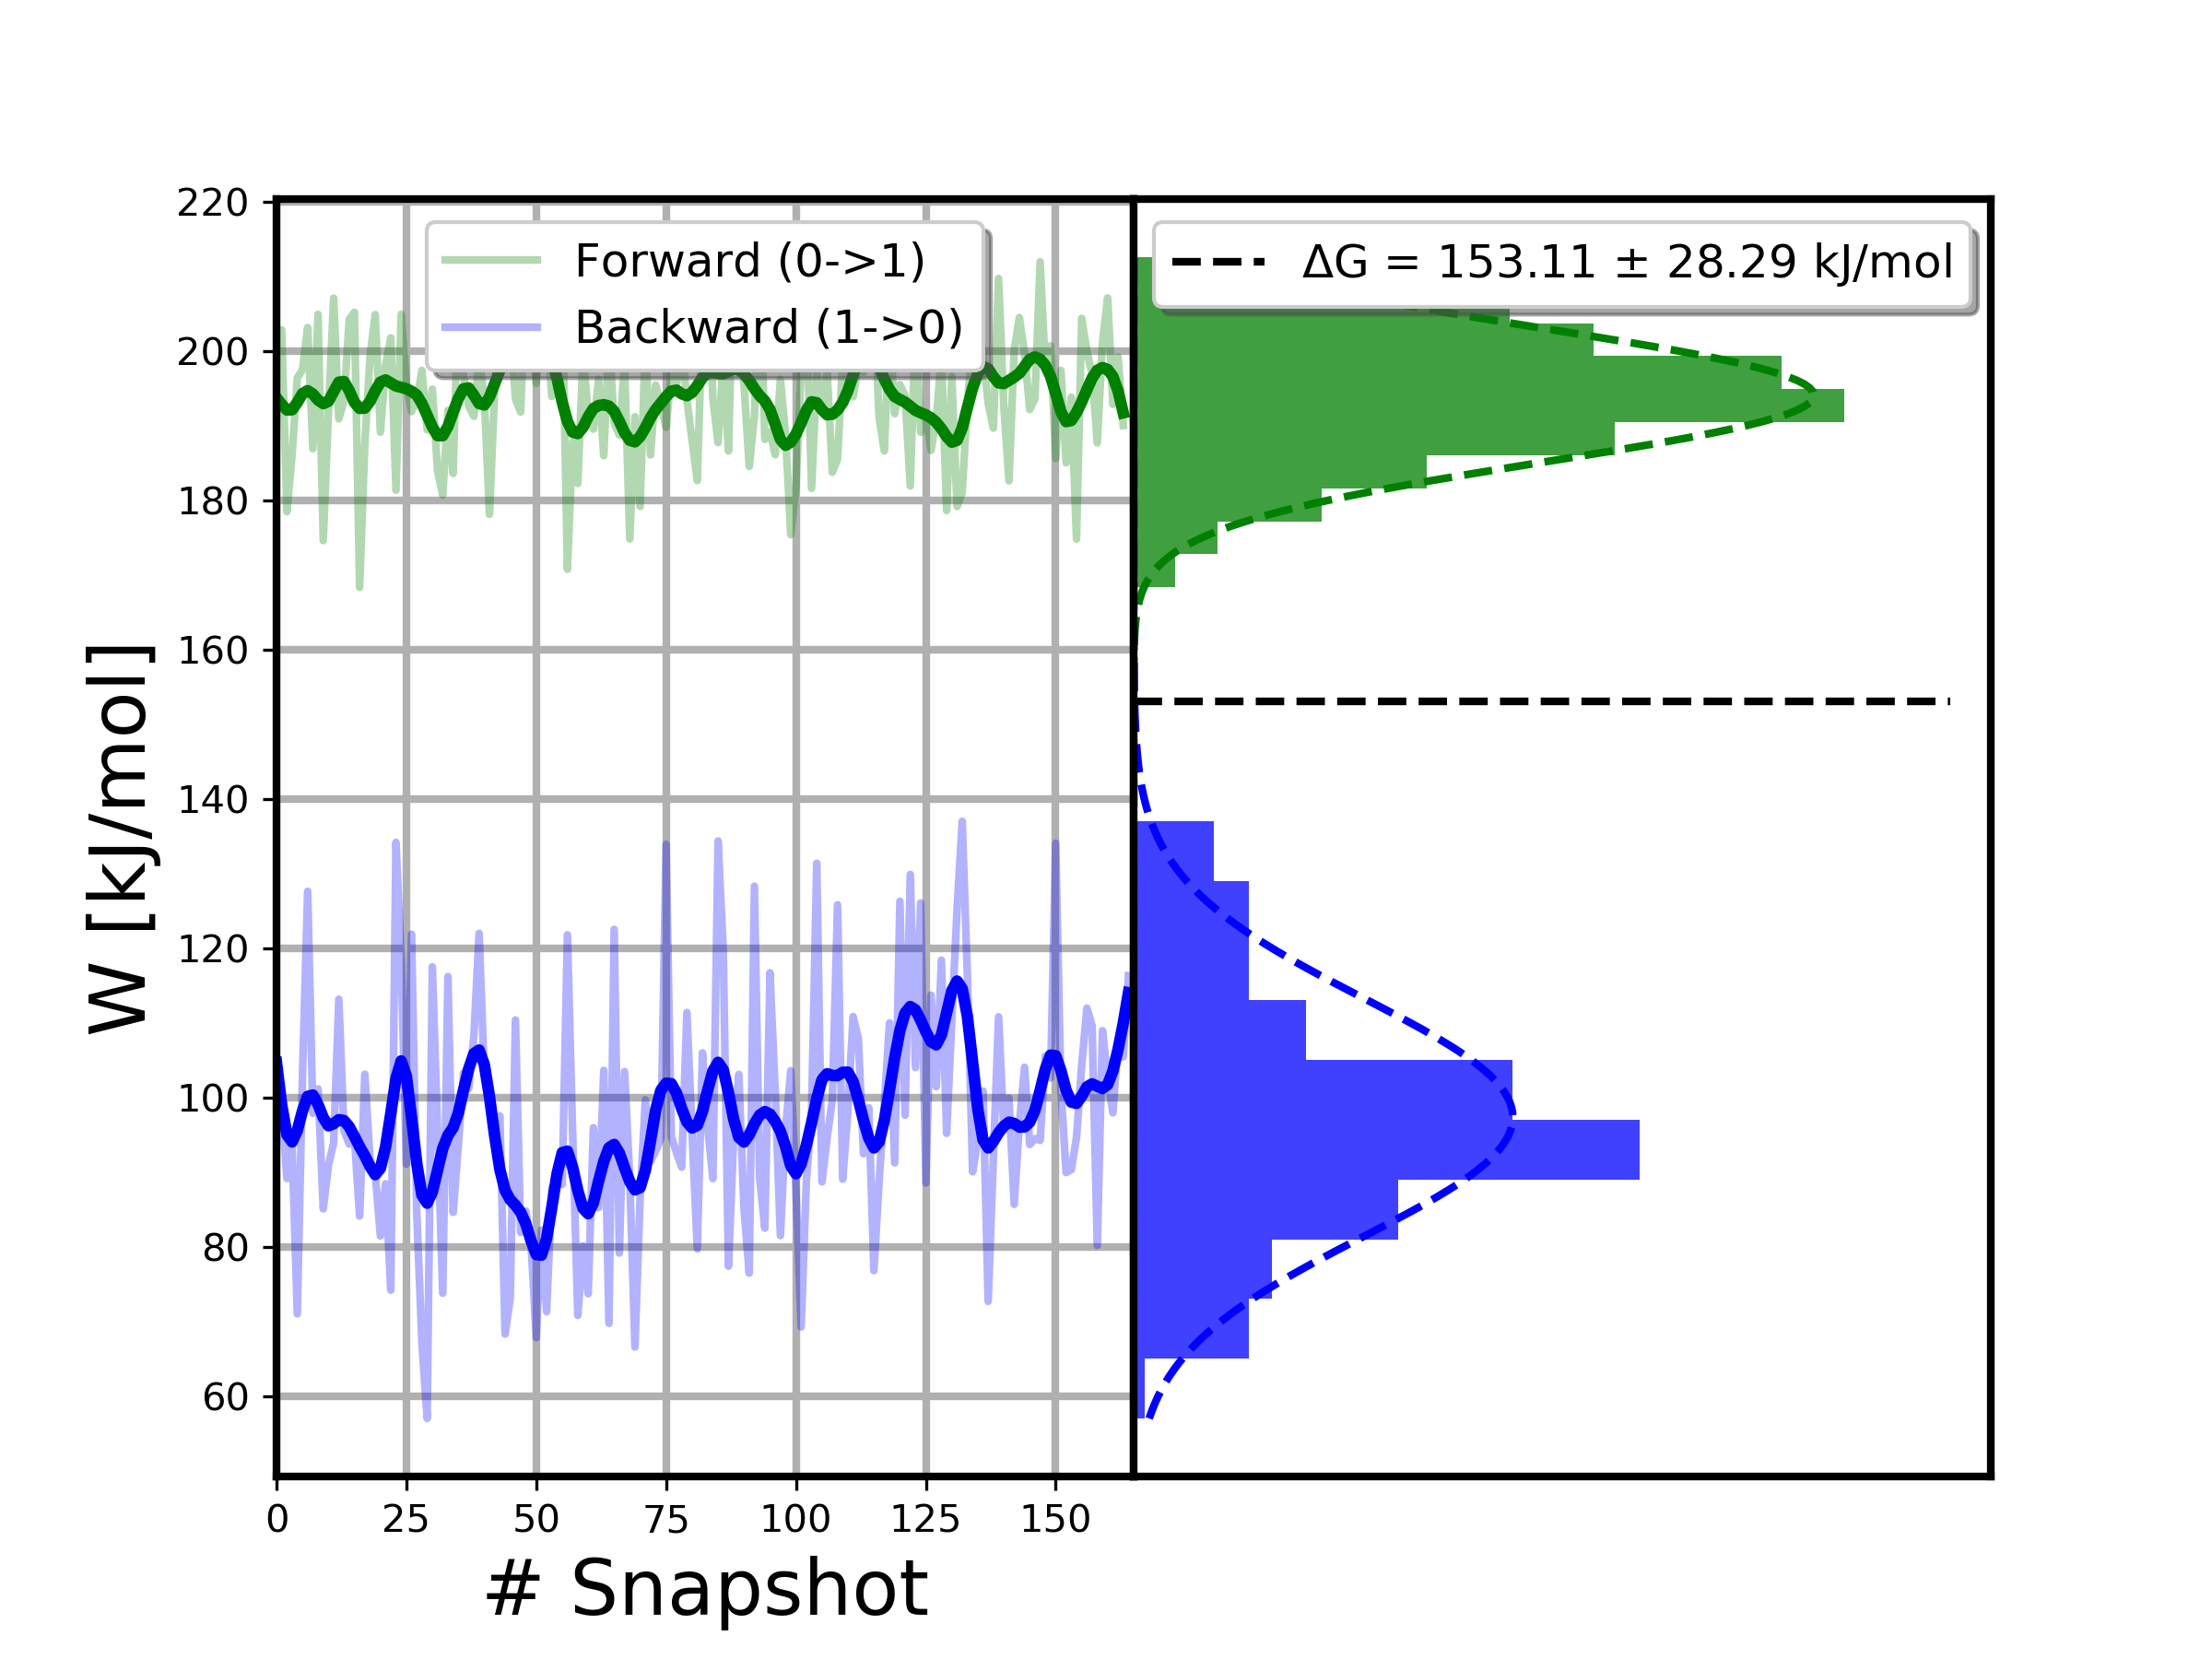 Forward (0->1)
Backward (1->0)
ΔG = 153.11 ± 28.29 kJ/mol
W [kJ/mol]
220
200
180
160
140
120
100
80
60
0 25 50 75 100 125 150
# Snapshot